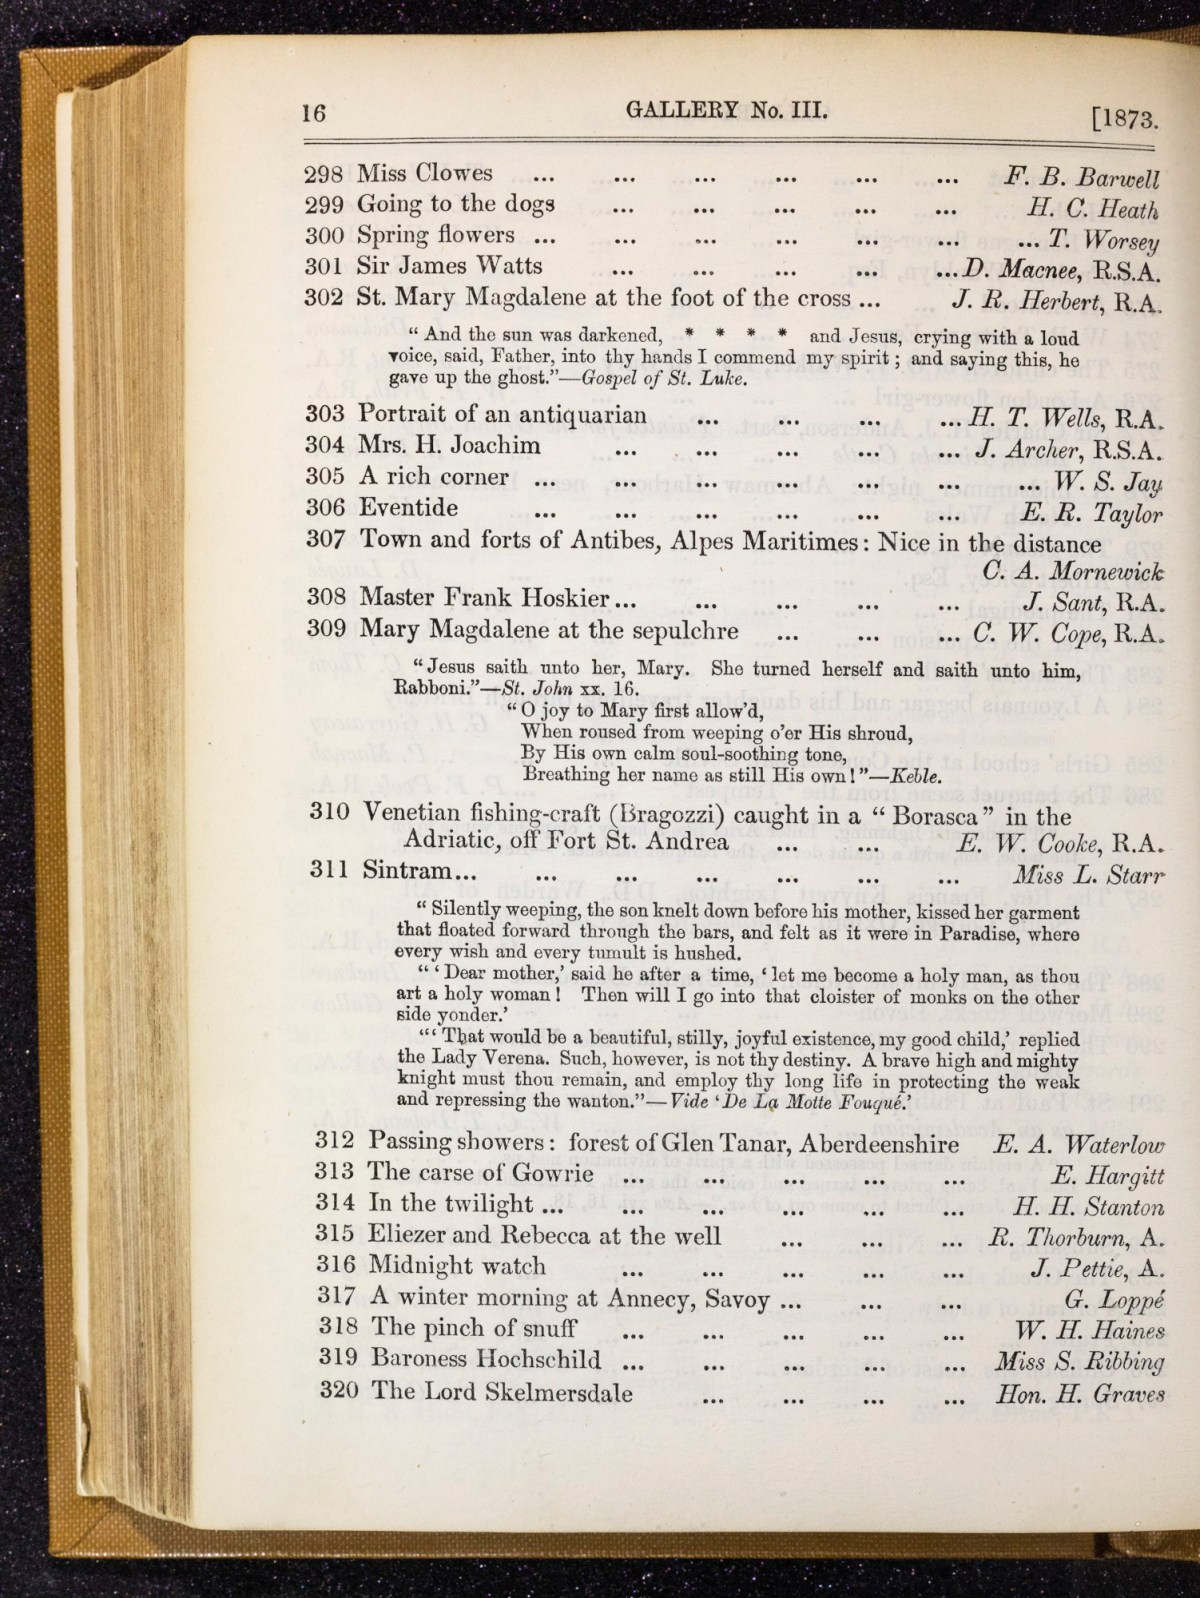 16 GALLERY No. III. [1873.
298 Miss Clowes ... ... ... ... ... ... F. B. Barwell
299 Going to the dogs ... ... ... ... ... H. C. Heath
300 Spring flowers ... ... ... ... ... ... ... T. Worsey
301 Sir James Watts ... ... ... ... ... D. Macnee, R.S.A.
302 St. Mary Magdalene at the foot of the cross ... ... J. R. Herbert, R.A.
“ And the sun was darkened, * * * * and Jesus, crying with a loud
voice, said, Father, into thy hands I commend my spirit ; and saying this, he
gave up the ghost.”—Gospel of St. Luke.
303 Portrait of an antiquarian ... ... ... ... H. T. Wells, R.A.
304 Mrs. H. Joachim ... ... ... ... ... J. Archer, R.S.A.
305 A rich corner ... ... ... ... ... ... ... W. S. Jay
306 Eventide ... ... ... ... ... ... E. R. Taylor
307 Town and forts of Antibes, Alpes Maritimes : Nice in the distance
C. A. Mornewick
308 Master Frank Hoskier ... ... ... ... ... J. Sant, R.A.
309 Mary Magdalene at the sepulchre ... ... ... C. W. Cope, R.A.
“ Jesus saith unto her, Mary. She turned herself and saith unto him,
Rabboni.”—St. John xx. 16.
“ O joy to Mary first allow’d,
When roused from weeping o’er His shroud,
By His own calm soul-soothing tone,
Breathing her name as still His own ! ”—Keble.
310 Venetian fishing-craft (Bragozzi) caught in a “ Borasca ” in the
Adriatic, off Fort St. Andrea ... ... E. W. Cooke, R.A.
311 Sintram ... ... ... ... ... ... ... Miss L. Starr
“ Silently weeping, the son knelt down before his mother, kissed her garment
that floated forward through the bars, and felt as it were in Paradise, where
every wish and every tumult is hushed.
“ ‘ Dear mother,’ said he after a time, ‘ let me become a holy man, as thou
art a holy woman ! Then will I go into that cloister of monks on the other
side yonder.’
“‘ That would be a beautiful, stilly, joyful existence, my good child,’ replied
the Lady Verena. Such, however, is not thy destiny. A brave high and mighty
knight must thou remain, and employ thy long life in protecting the weak
and repressing the wanton.”—Vide ‘De La Motte Fouqué.’
312 Passing showers : forest of Glen Tanar, Aberdeenshire E. A. Waterlow
313 The carse of Gowrie ... ... ... ... ... E. Hargitt
314 In the twilight ... ... ... ... ... ... H. H. Stanton
315 Eliezer and Rebecca at the well ... ... ... R. Thorburn, A.
316 Midnight watch ... ... ... ... ... J. Pettie, A.
317 A winter morning at Annecy, Savoy ... ... ... G. Loppé
318 The pinch of snuff ... ... ... ... ... W. H. Haines
319 Baroness Hochschild ... ... ... ... ... Miss S. Ribbing
320 The Lord Skelmersdale ... ... ... ... Hon. H. Graves